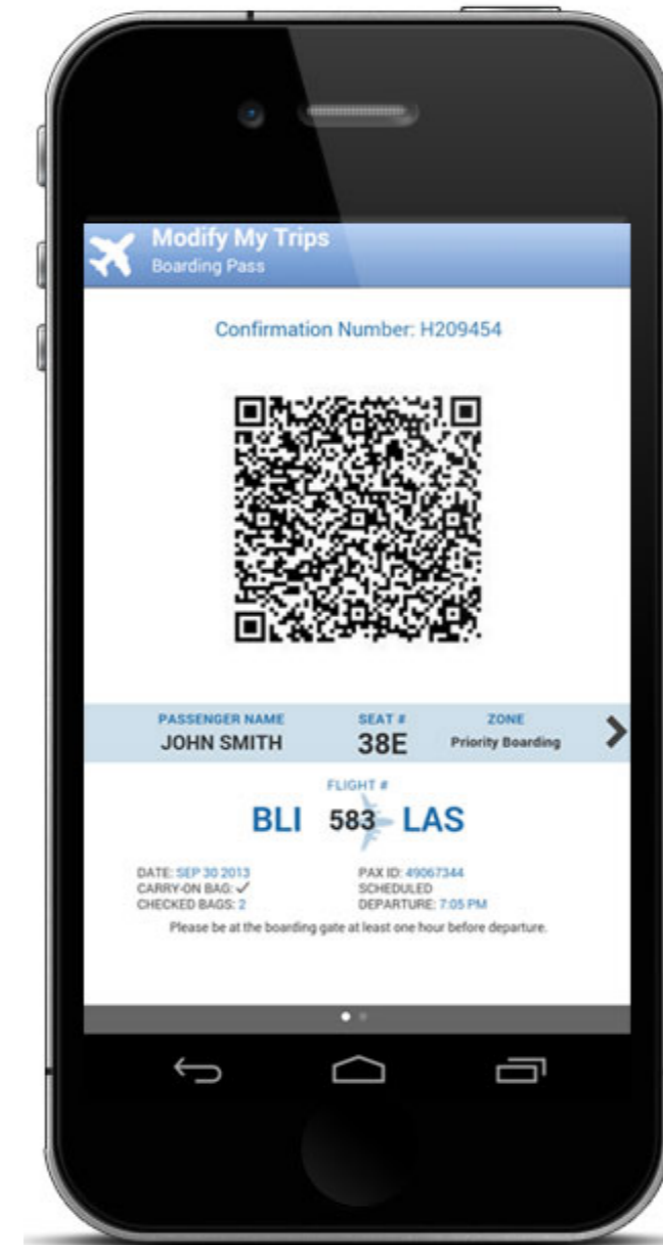 Modify My Trips
Boarding Pass
Confirmation Number: H209454
PASSENGER NAME SEAT # ZONE
JOHN SMITH 38E Priority Boarding
FLIGHT #
BLI 583 LAS
DATE: SEP 30 2013 PAX ID: 49067344
CARRY-ON BAG: ✓ SCHEDULED
CHECKED BAGS: 2 DEPARTURE: 7:05 PM
Please be at the boarding gate at least one hour before departure.